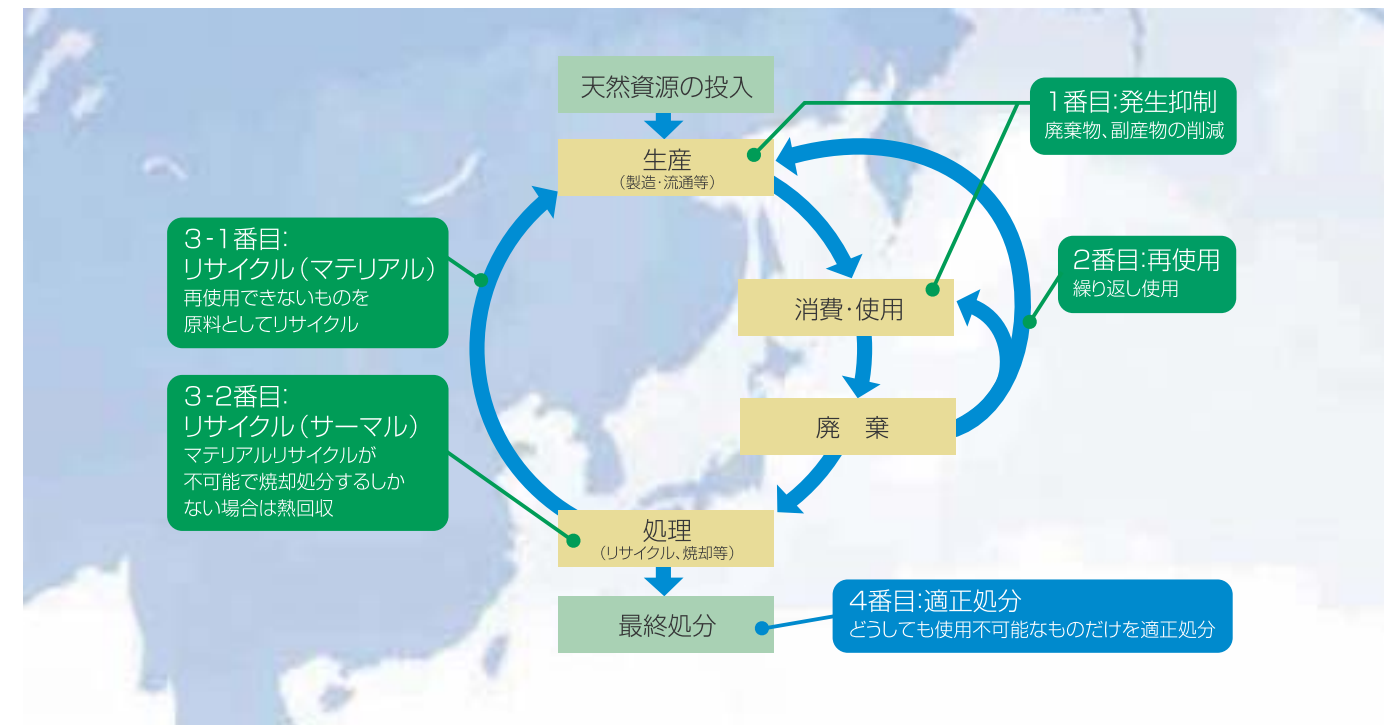 天然資源の投入
1番目:発生抑制
廃棄物、副産物の削減
生産
（製造・流通等）
3-1番目:
リサイクル（マテリアル）
再使用できないものを
原料としてリサイクル
2番目:再使用
繰り返し使用
消費・使用
3-2番目:
リサイクル（サーマル）
マテリアルリサイクルが
不可能で焼却処分するしか
ない場合は熱回収
廃　棄
処理
（リサイクル、焼却等）
最終処分
4番目:適正処分
どうしても使用不可能なものだけを適正処分